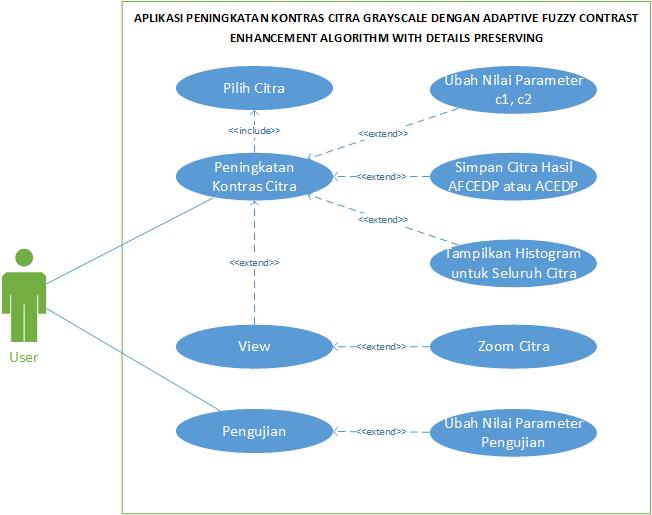 APLIKASI PENINGKATAN KONTRAS CITRA GRAYSCALE DENGAN ADAPTIVE FUZZY CONTRAST
ENHANCEMENT ALGORITHM WITH DETAILS PRESERVING
Pilih Citra
Ubah Nilai Parameter
c1, c2
<<include>>
<<extend>>
Peningkatan
Kontras Citra
<<extend>>
Simpan Citra Hasil
AFCEDP atau ACEDP
<<extend>>
Tampilkan Histogram
untuk Seluruh Citra
<<extend>>
User
View
<<extend>>
Zoom Citra
Pengujian
<<extend>>
Ubah Nilai Parameter
Pengujian